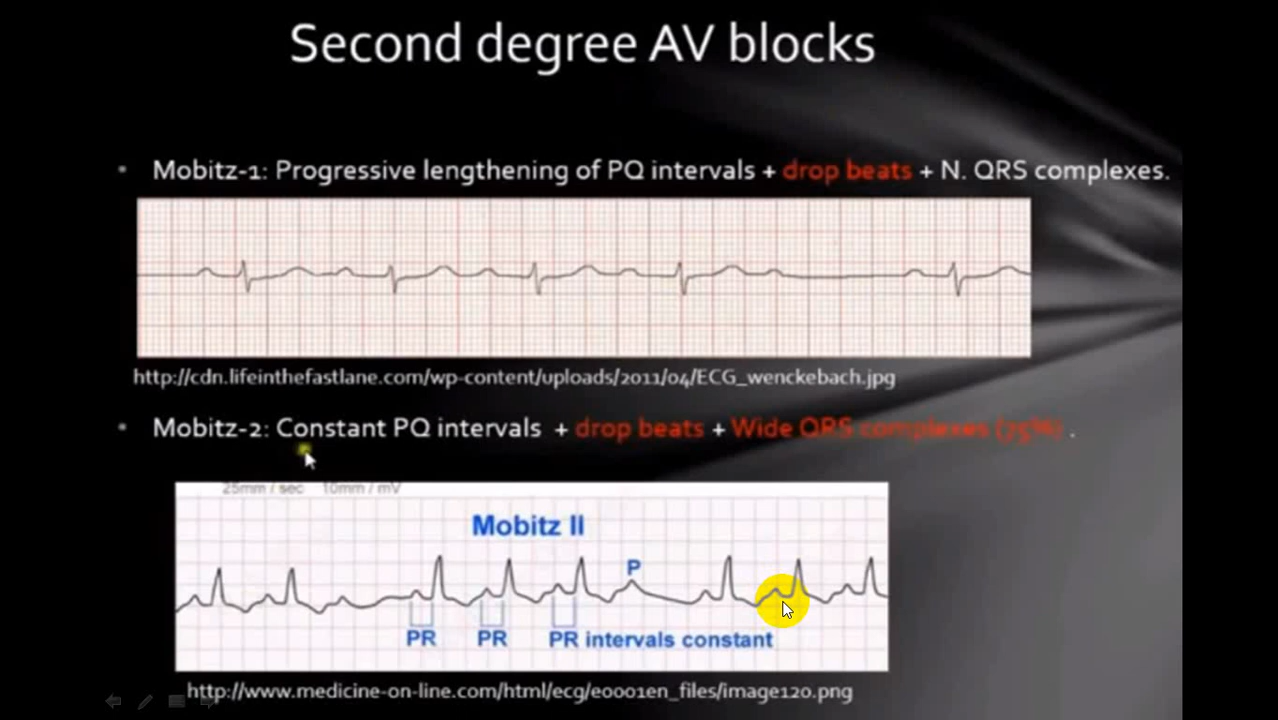 Second degree AV blocks
• Mobitz-1: Progressive lengthening of PQ intervals + drop beats + N. QRS complexes.
http://cdn.lifeinthefastlane.com/wp-content/uploads/2011/04/ECG_wenckebach.jpg
• Mobitz-2: Constant PQ intervals + drop beats + Wide QRS complexes (75%) .
25mm / sec 10mm / mV
Mobitz II
P
PR PR PR intervals constant
http://www.medicine-on-line.com/html/ecg/e0001en_files/image120.png